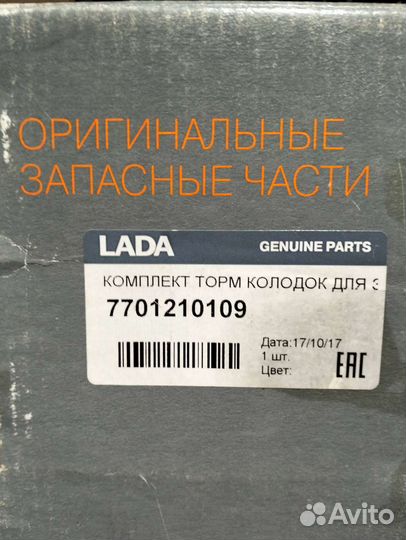 ОРИГИНАЛЬНЫЕ
ЗАПАСНЫЕ ЧАСТИ
LADA GENUINE PARTS
КОМПЛЕКТ ТОРМ КОЛОДОК ДЛЯ З
7701210109
Дата:17/10/17
1 шт.
Цвет:
EAC
Avito